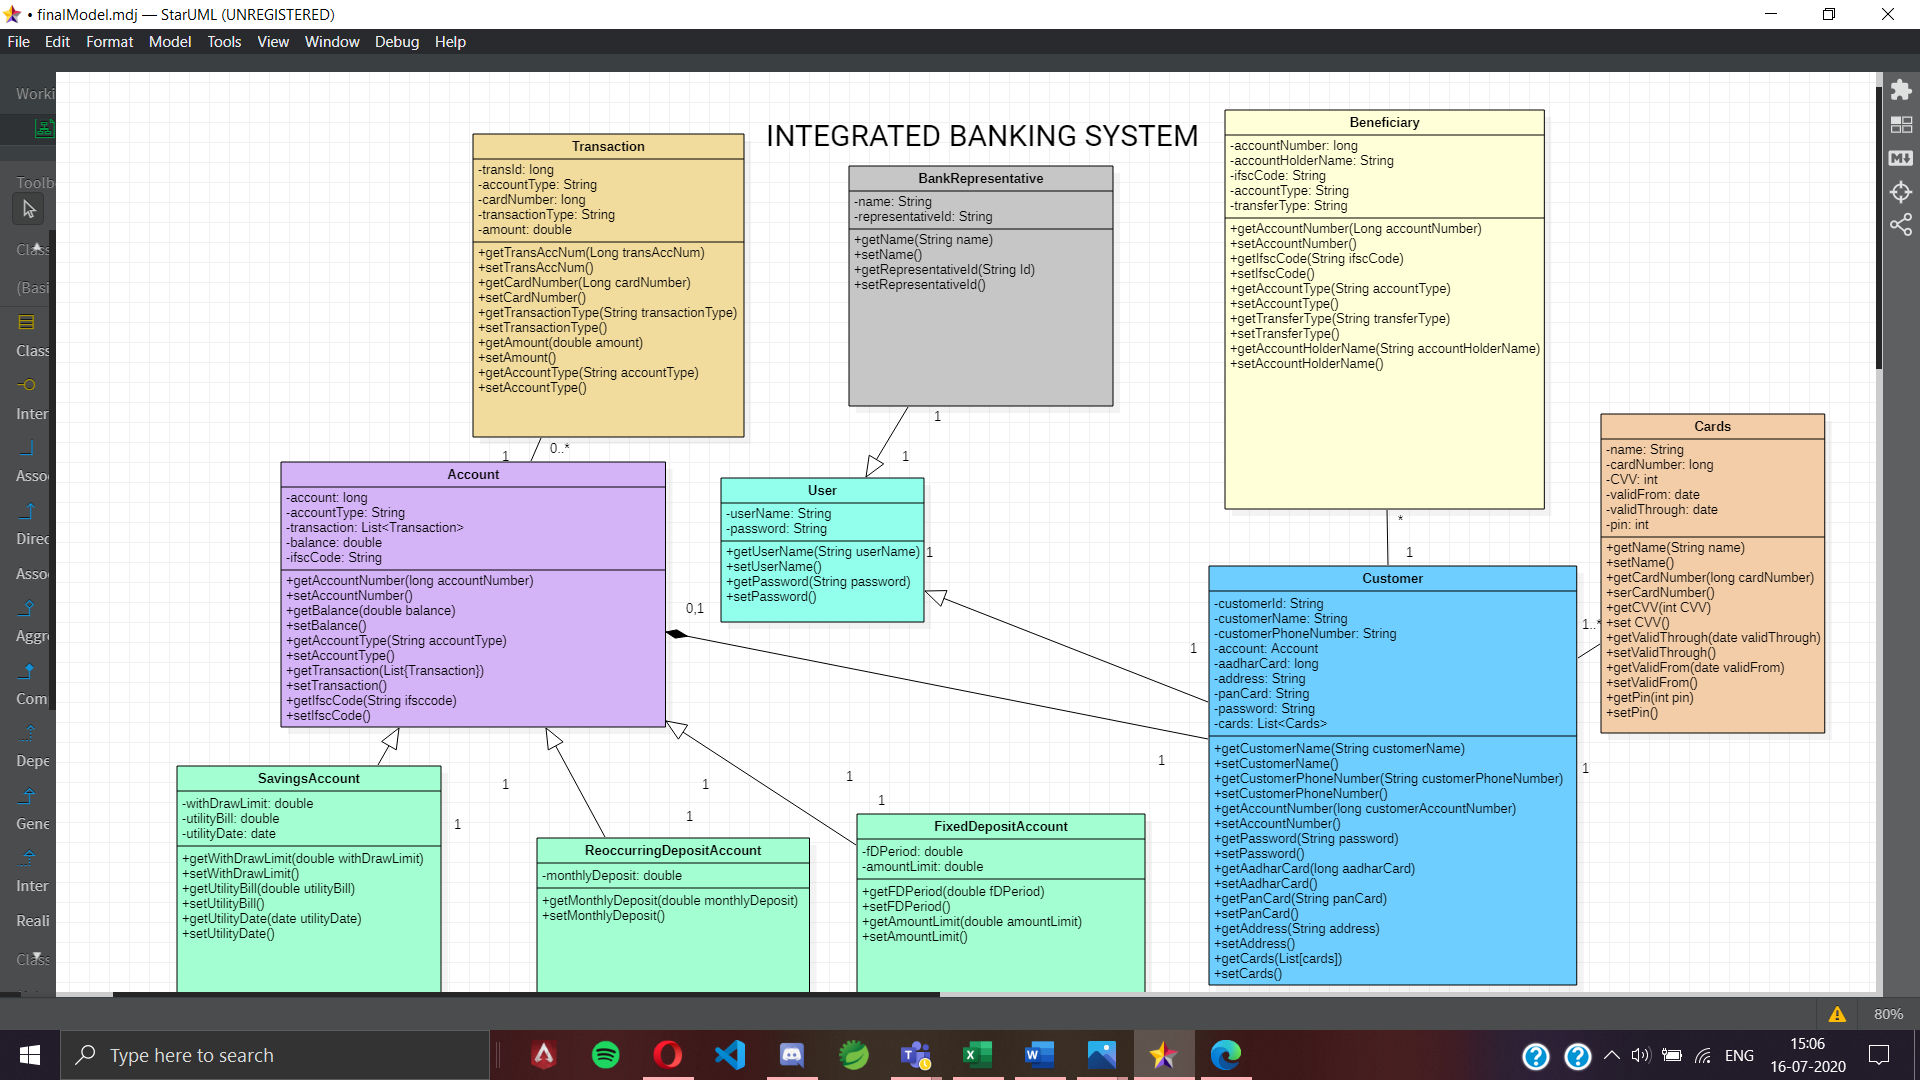 • finalModel.mdj — StarUML (UNREGISTERED)
File Edit Format Model Tools View Window Debug Help
Worki
Toolb
Clas
(Basi
Clas
Inter
Asso
Direc
Asso
Aggr
Com
Depe
Gene
Inter
Reali
Clas
INTEGRATED BANKING SYSTEM
Transaction
-transId: long
-accountType: String
-cardNumber: long
-transactionType: String
-amount: double
+getTransAccNum(Long transAccNum)
+setTransAccNum()
+getCardNumber(Long cardNumber)
+setCardNumber()
+getTransactionType(String transactionType)
+setTransactionType()
+getAmount(double amount)
+setAmount()
+getAccountType(String accountType)
+setAccountType()
1
0..*
BankRepresentative
-name: String
-representativeId: String
+getName(String name)
+setName()
+getRepresentativeId(String Id)
+setRepresentativeId()
1
1
Beneficiary
-accountNumber: long
-accountHolderName: String
-ifscCode: String
-accountType: String
-transferType: String
+getAccountNumber(Long accountNumber)
+setAccountNumber()
+getIfscCode(String ifscCode)
+setIfscCode()
+getAccountType(String accountType)
+setAccountType()
+getTransferType(String transferType)
+setTransferType()
+getAccountHolderName(String accountHolderName)
+setAccountHolderName()
*
1
Cards
-name: String
-cardNumber: long
-CVV: int
-validFrom: date
-validThrough: date
-pin: int
+getName(String name)
+setName()
+getCardNumber(long cardNumber)
+serCardNumber()
+getCVV(int CVV)
+set CVV()
+getValidThrough(date validThrough)
+setValidThrough()
+getValidFrom(date validFrom)
+setValidFrom()
+getPin(int pin)
+setPin()
1..*
1
Account
-account: long
-accountType: String
-transaction: List<Transaction>
-balance: double
-ifscCode: String
+getAccountNumber(long accountNumber)
+setAccountNumber()
+getBalance(double balance)
+setBalance()
+getAccountType(String accountType)
+setAccountType()
+getTransaction(List{Transaction})
+setTransaction()
+getIfscCode(String ifsccode)
+setIfscCode()
0,1
User
-userName: String
-password: String
+getUserName(String userName)
+setUserName()
+getPassword(String password)
+setPassword()
1
1
1
Customer
-customerId: String
-customerName: String
-customerPhoneNumber: String
-account: Account
-aadharCard: long
-address: String
-panCard: String
-password: String
-cards: List<Cards>
+getCustomerName(String customerName)
+setCustomerName()
+getCustomerPhoneNumber(String customerPhoneNumber)
+setCustomerPhoneNumber()
+getAccountNumber(long customerAccountNumber)
+setAccountNumber()
+getPassword(String password)
+setPassword()
+getAadharCard(long aadharCard)
+setAadharCard()
+getPanCard(String panCard)
+setPanCard()
+getAddress(String address)
+setAddress()
+getCards(List[cards])
+setCards()
SavingsAccount
-withDrawLimit: double
-utilityBill: double
-utilityDate: date
+getWithDrawLimit(double withDrawLimit)
+setWithDrawLimit()
+getUtilityBill(double utilityBill)
+setUtilityBill()
+getUtilityDate(date utilityDate)
+setUtilityDate()
1
1
1
1
1
1
ReoccurringDepositAccount
-monthlyDeposit: double
+getMonthlyDeposit(double monthlyDeposit)
+setMonthlyDeposit()
FixedDepositAccount
-fDPeriod: double
-amountLimit: double
+getFDPeriod(double fDPeriod)
+setFDPeriod()
+getAmountLimit(double amountLimit)
+setAmountLimit()
80%
Type here to search
ENG
15:06
16-07-2020